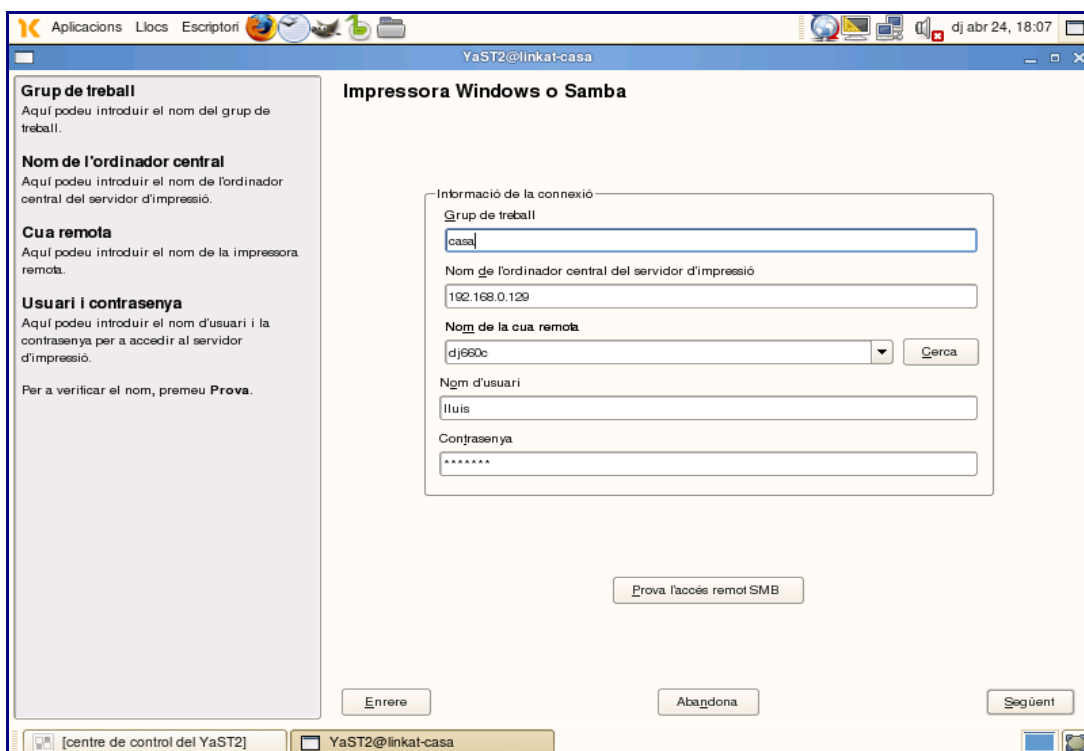 Aplicacions Llocs Escriptori
dj abr 24, 18:07
YaST2@linkat-casa
Grup de treball
Aquí podeu introduir el nom del grup de
treball.
Nom de l'ordinador central
Aquí podeu introduir el nom de l'ordinador
central del servidor d'impressió.
Cua remota
Aquí podeu introduir el nom de la impressora
remota.
Usuari i contrasenya
Aquí podeu introduir el nom d'usuari i la
contrasenya per a accedir al servidor
d'impressió.
Per a verificar el nom, premeu Prova.
Impressora Windows o Samba
Informació de la connexió
Grup de treball
casa
Nom de l'ordinador central del servidor d'impressió
192.168.0.129
Nom de la cua remota
dj660c
Cerca
Nom d'usuari
lluis
Contrasenya
*******
Prova l'accés remot SMB
Enrere
Abandona
Següent
[centre de control del YaST2]
YaST2@linkat-casa